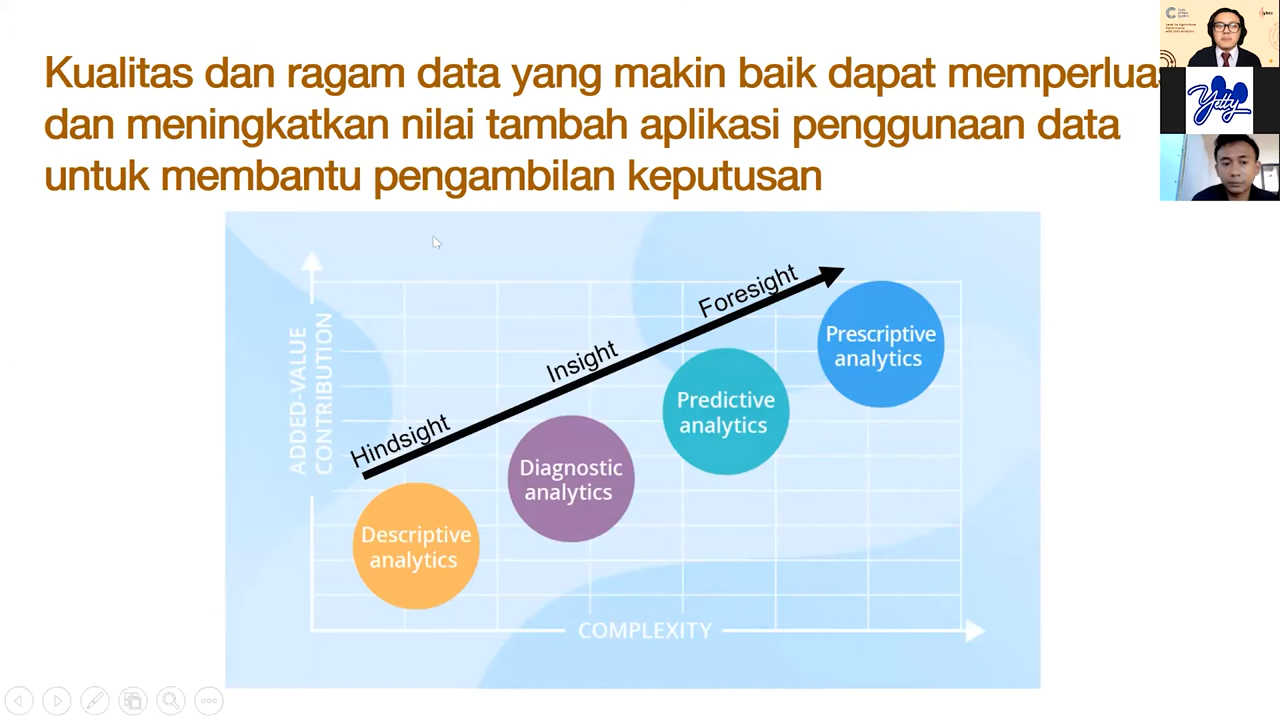 Kualitas dan ragam data yang makin baik dapat memperluas
dan meningkatkan nilai tambah aplikasi penggunaan data
untuk membantu pengambilan keputusan
Yetty
ADDED-VALUE
CONTRIBUTION
Hindsight
Insight
Foresight
Descriptive
analytics
Diagnostic
analytics
Predictive
analytics
Prescriptive
analytics
COMPLEXITY